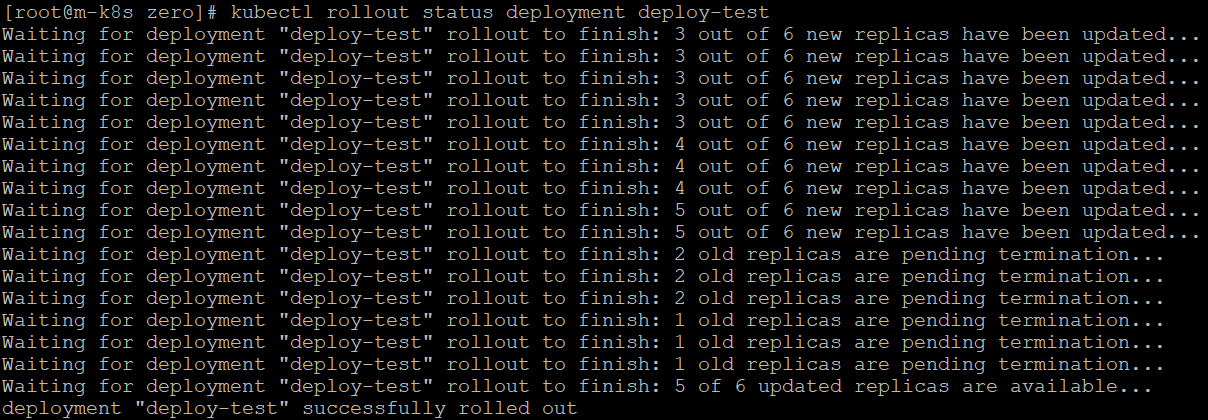 [root@m-k8s zero]# kubectl rollout status deployment deploy-test
Waiting for deployment "deploy-test" rollout to finish: 3 out of 6 new replicas have been updated...
Waiting for deployment "deploy-test" rollout to finish: 3 out of 6 new replicas have been updated...
Waiting for deployment "deploy-test" rollout to finish: 3 out of 6 new replicas have been updated...
Waiting for deployment "deploy-test" rollout to finish: 3 out of 6 new replicas have been updated...
Waiting for deployment "deploy-test" rollout to finish: 3 out of 6 new replicas have been updated...
Waiting for deployment "deploy-test" rollout to finish: 4 out of 6 new replicas have been updated...
Waiting for deployment "deploy-test" rollout to finish: 4 out of 6 new replicas have been updated...
Waiting for deployment "deploy-test" rollout to finish: 4 out of 6 new replicas have been updated...
Waiting for deployment "deploy-test" rollout to finish: 5 out of 6 new replicas have been updated...
Waiting for deployment "deploy-test" rollout to finish: 5 out of 6 new replicas have been updated...
Waiting for deployment "deploy-test" rollout to finish: 2 old replicas are pending termination...
Waiting for deployment "deploy-test" rollout to finish: 2 old replicas are pending termination...
Waiting for deployment "deploy-test" rollout to finish: 2 old replicas are pending termination...
Waiting for deployment "deploy-test" rollout to finish: 1 old replicas are pending termination...
Waiting for deployment "deploy-test" rollout to finish: 1 old replicas are pending termination...
Waiting for deployment "deploy-test" rollout to finish: 1 old replicas are pending termination...
Waiting for deployment "deploy-test" rollout to finish: 5 of 6 updated replicas are available...
deployment "deploy-test" successfully rolled out